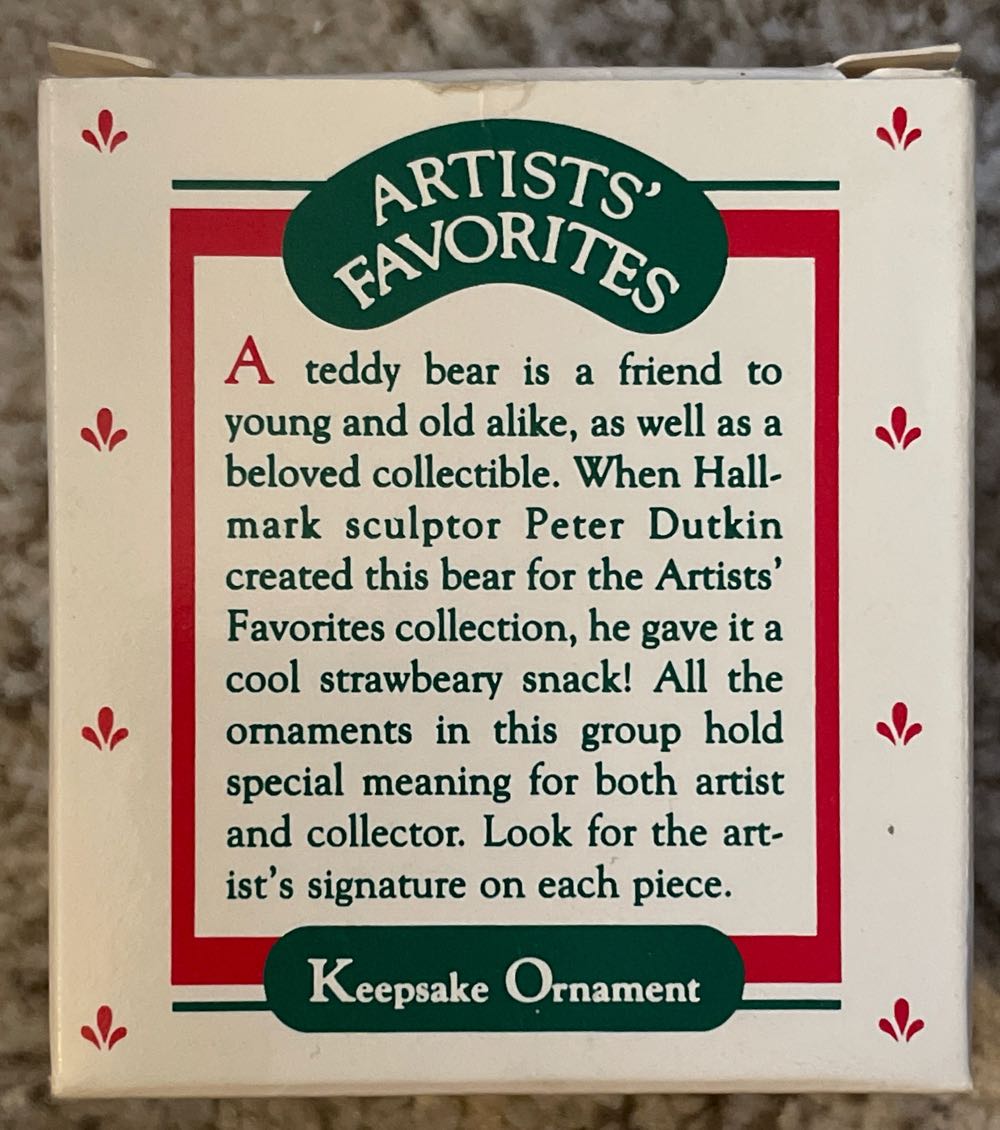 ARTISTS'
FAVORITES
A teddy bear is a friend to
young and old alike, as well as a
beloved collectible. When Hall-
mark sculptor Peter Dutkin
created this bear for the Artists'
Favorites collection, he gave it a
cool strawbeary snack! All the
ornaments in this group hold
special meaning for both artist
and collector. Look for the art-
ist's signature on each piece.
Keepsake Ornament